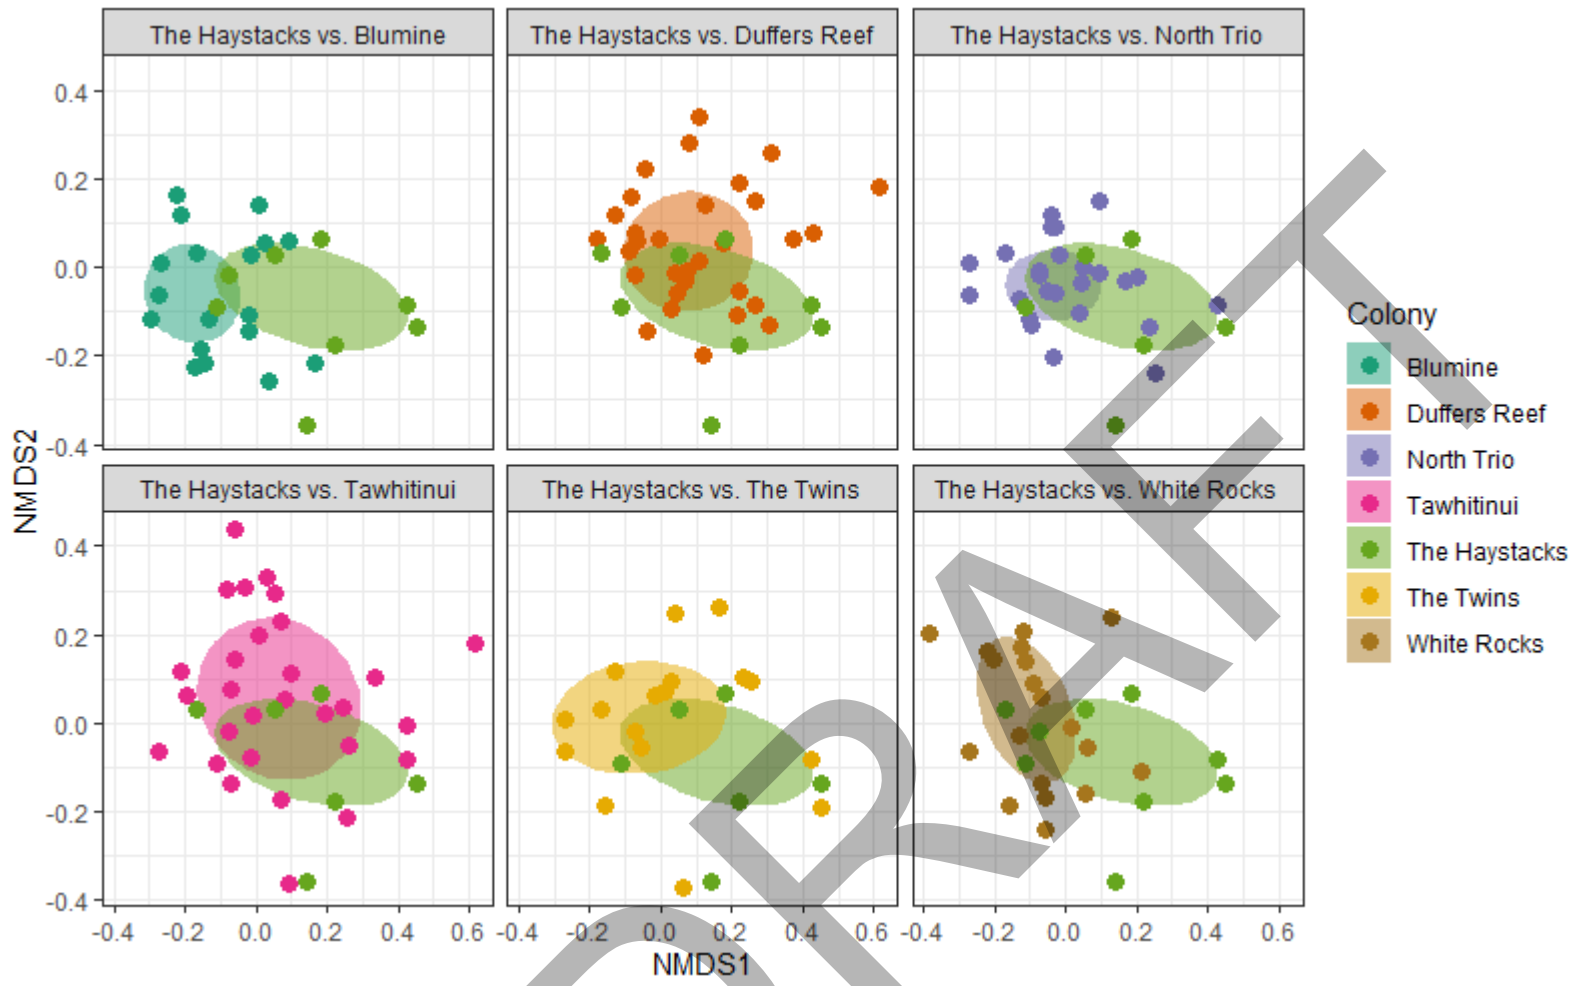 The Haystacks vs. Blumine
The Haystacks vs. Duffers Reef
The Haystacks vs. North Trio
0.4
0.2
0.0
-0.2
-0.4
NMDS2
The Haystacks vs. Tawhitinui
The Haystacks vs. The Twins
The Haystacks vs. White Rocks
0.4
0.2
0.0
-0.2
-0.4
-0.4 -0.2 0.0 0.2 0.4 0.6
-0.4 -0.2 0.0 0.2 0.4 0.6
-0.4 -0.2 0.0 0.2 0.4 0.6
NMDS1
Colony
Blumine
Duffers Reef
North Trio
Tawhitinui
The Haystacks
The Twins
White Rocks
DRAFT